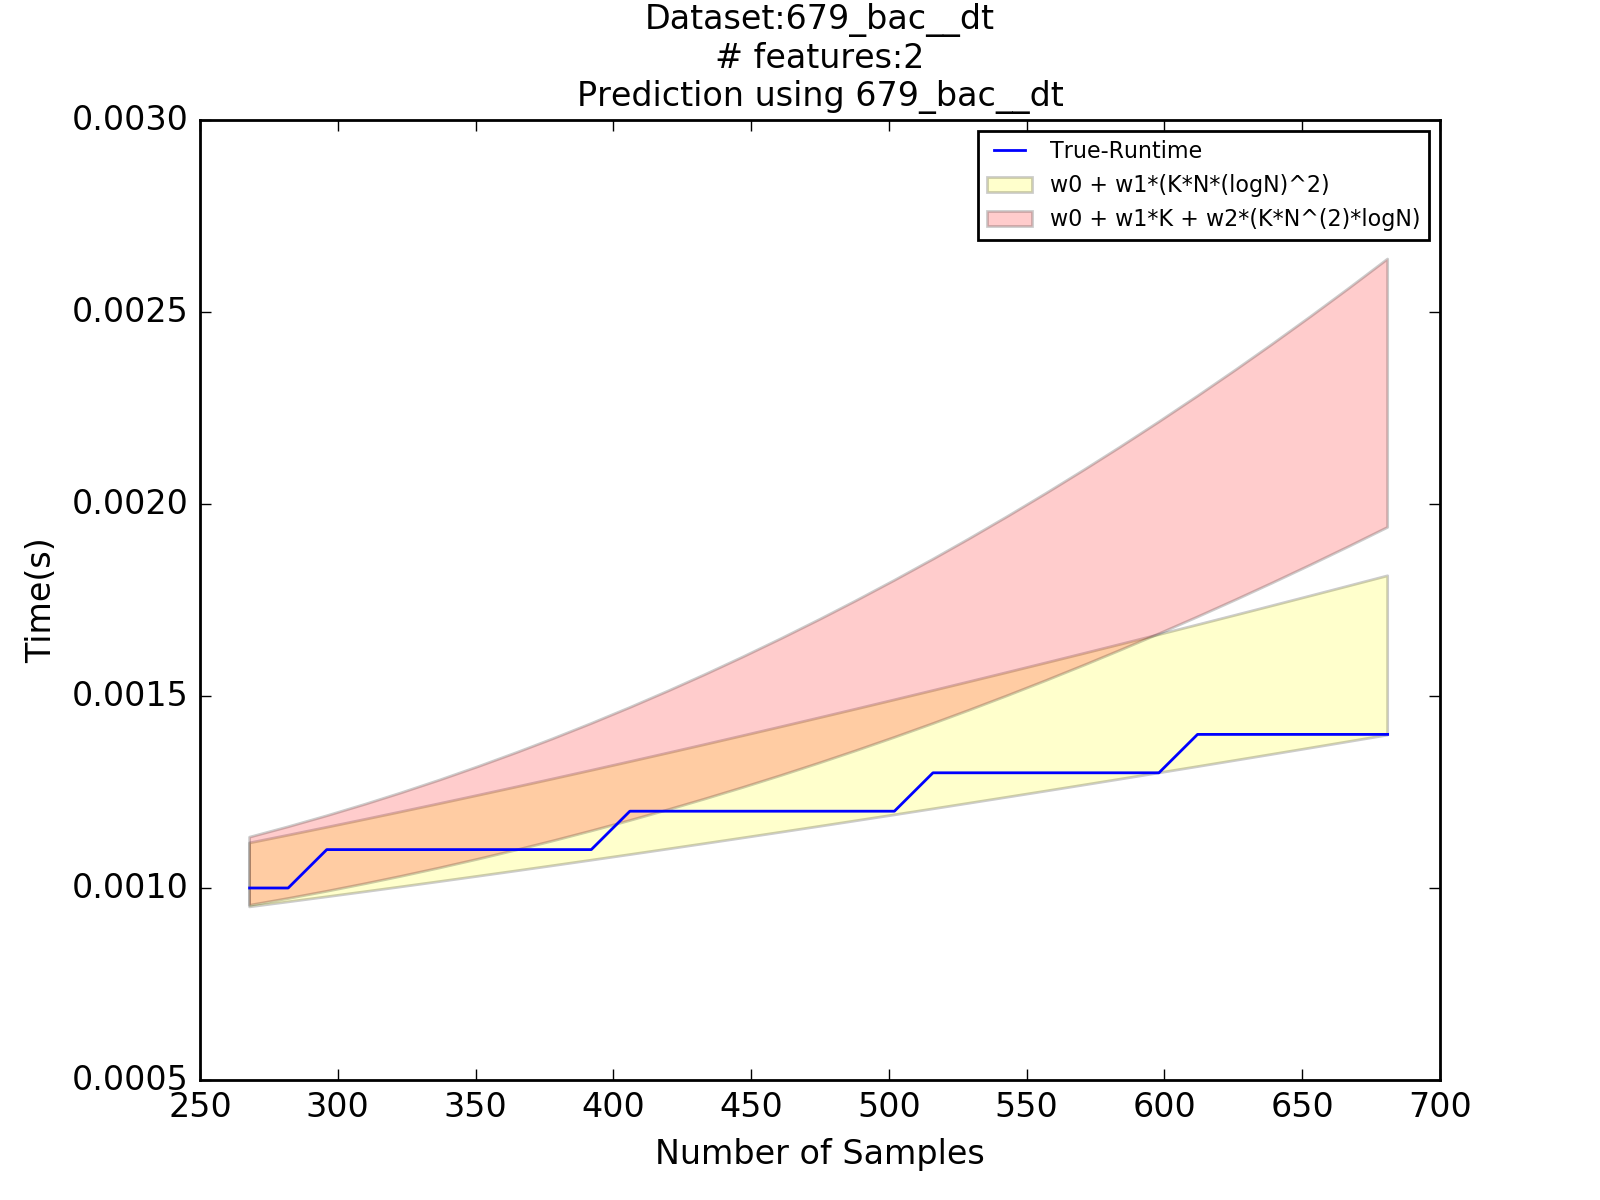 Dataset:679_bac__dt
# features:2
Prediction using 679_bac__dt
True-Runtime
w0 + w1*(K*N*(logN)^2)
w0 + w1*K + w2*(K*N^(2)*logN)
0.0030
0.0025
0.0020
0.0015
0.0010
0.0005
Time(s)
250 300 350 400 450 500 550 600 650 700
Number of Samples